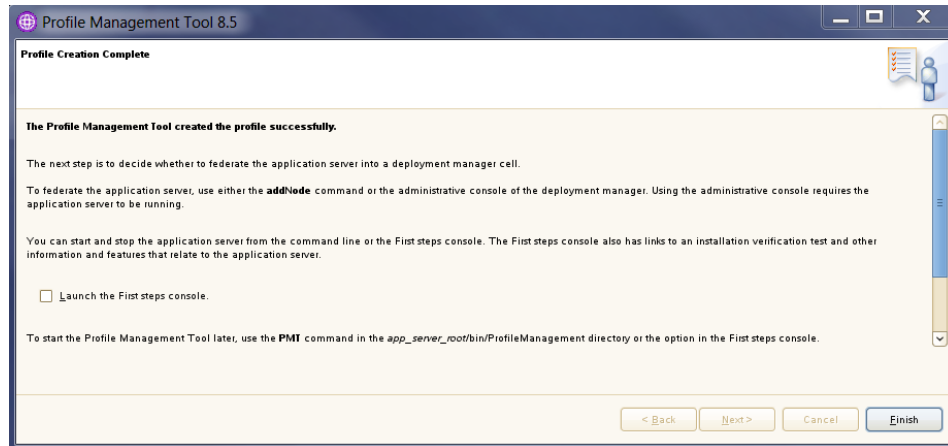 Profile Management Tool 8.5
Profile Creation Complete
The Profile Management Tool created the profile successfully.
The next step is to decide whether to federate the application server into a deployment manager cell.
To federate the application server, use either the addNode command or the administrative console of the deployment manager. Using the administrative console requires the
application server to be running.
You can start and stop the application server from the command line or the First steps console. The First steps console also has links to an installation verification test and other
information and features that relate to the application server.
Launch the First steps console.
To start the Profile Management Tool later, use the PMT command in the app_server_root/bin/ProfileManagement directory or the option in the First steps console.
< Back Next > Cancel Finish